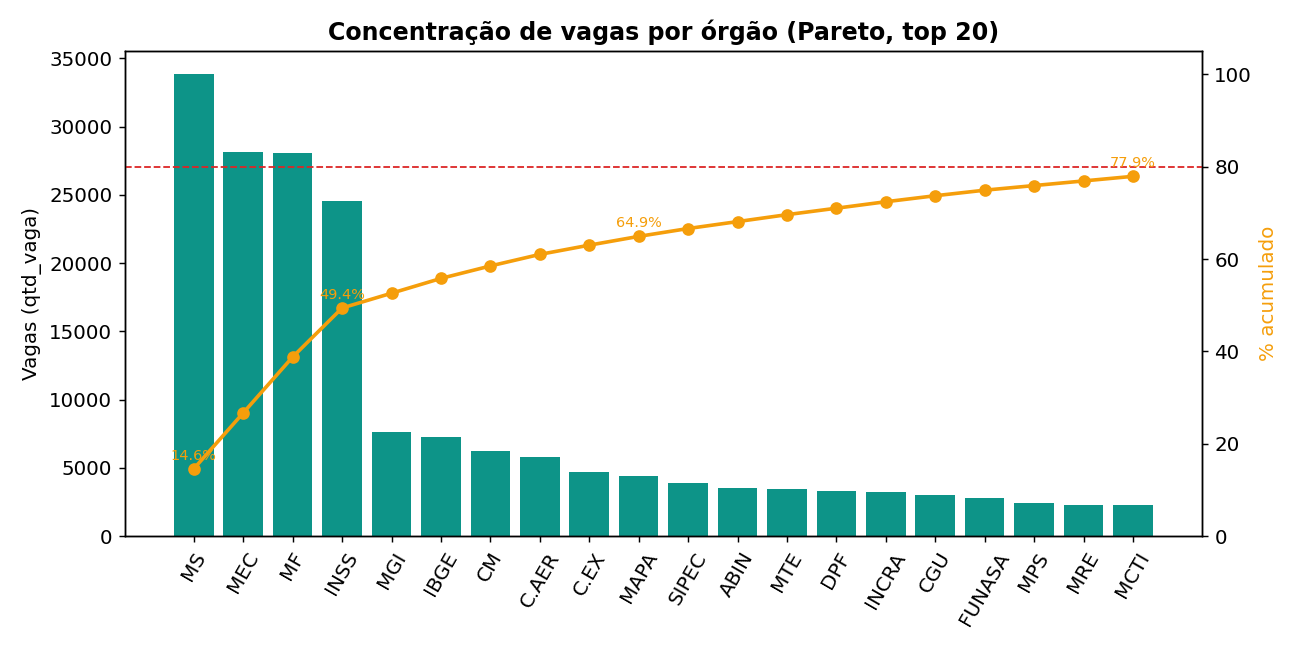 Concentração de vagas por órgão (Pareto, top 20)
Vagas (qtd_vaga)
35000
30000
25000
20000
15000
10000
5000
0
14.6%
49.4%
64.9%
77.9%
100
80
60
40
20
0
% acumulado
MS
MEC
MF
INSS
MGI
IBGE
CM
C.AER
C.EX
MAPA
SIPEC
ABIN
MTE
DPF
INCRA
CGU
FUNASA
MPS
MRE
MCTI